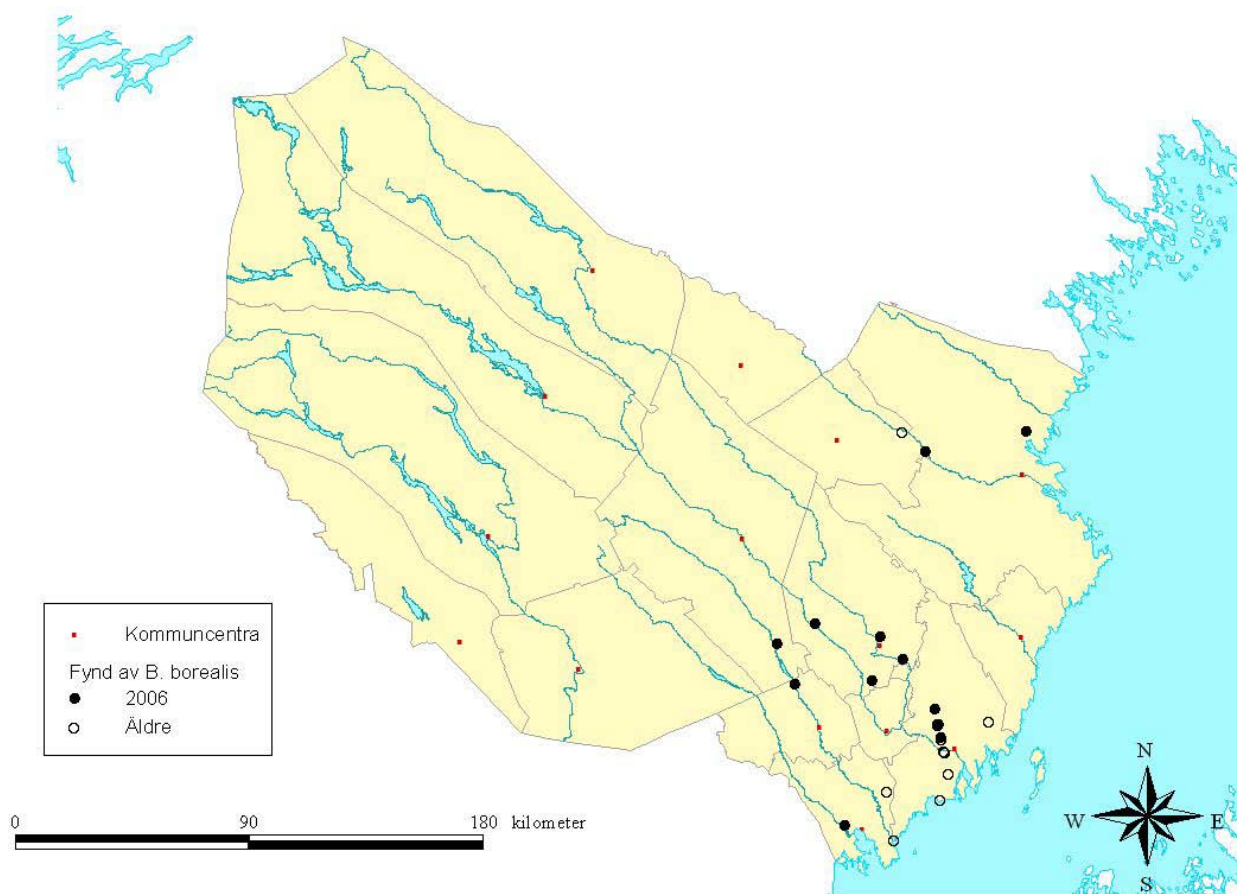 Kommuncentra
Fynd av B. borealis
2006
Äldre
0 90 180 kilometer
N
W E
S